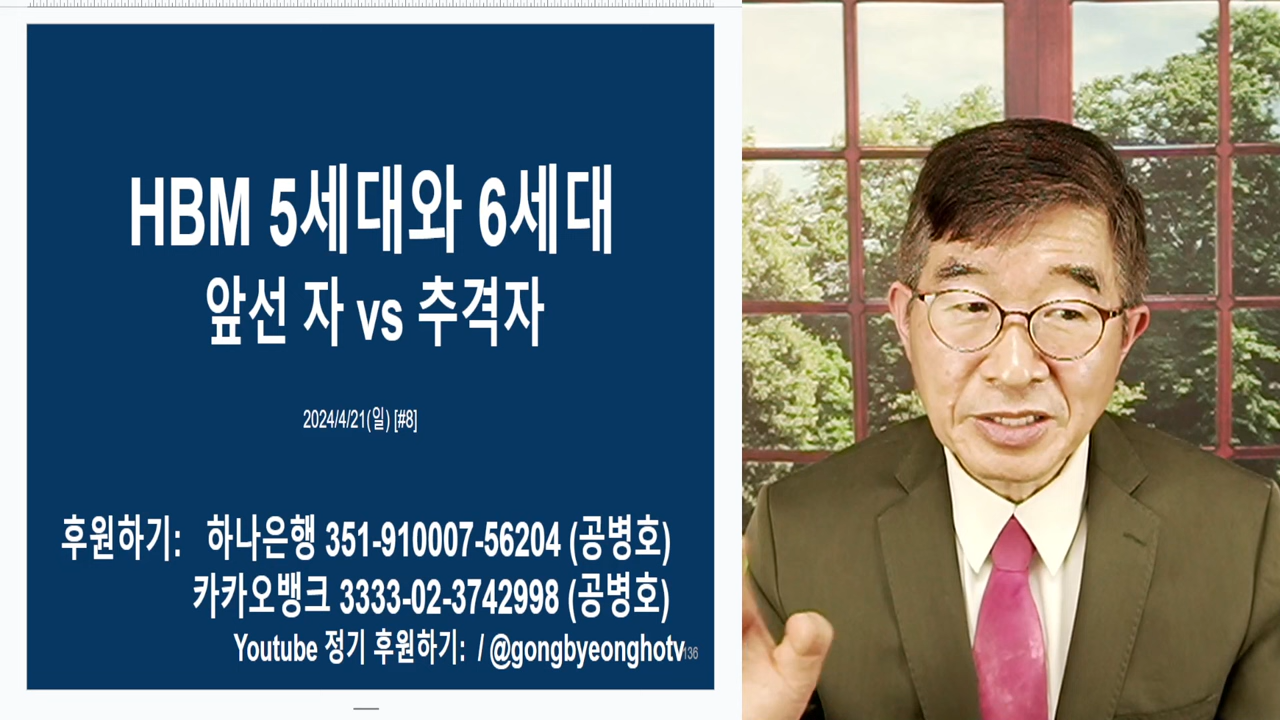 HBM 5세대와 6세대
앞선 자 vs 추격자
2024/4/21(일) [#8]
후원하기: 하나은행 351-910007-56204 (공병호)
카카오뱅크 3333-02-3742998 (공병호)
Youtube 정기 후원하기: / @gongbyeonghotv
136